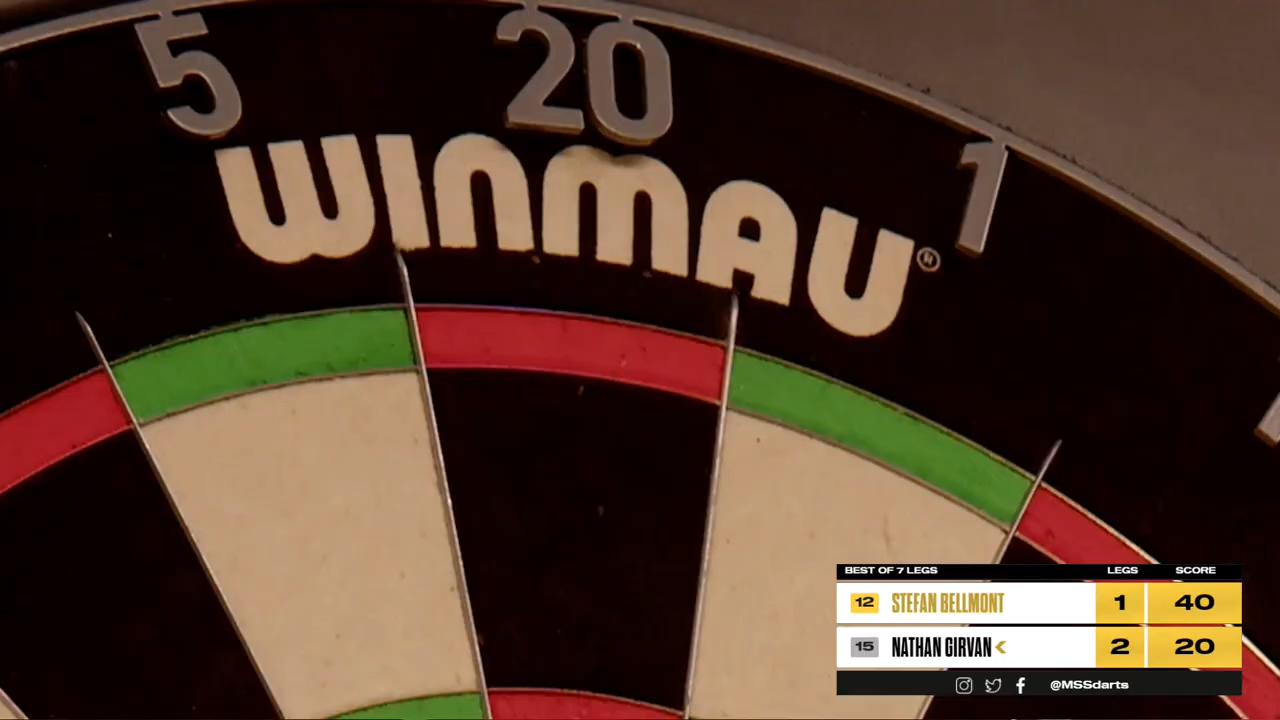 5 20 1
WINMAU®
BEST OF 7 LEGS LEGS SCORE
12 STEFAN BELLMONT 1 40
15 NATHAN GIRVAN 2 20
@MSSdarts